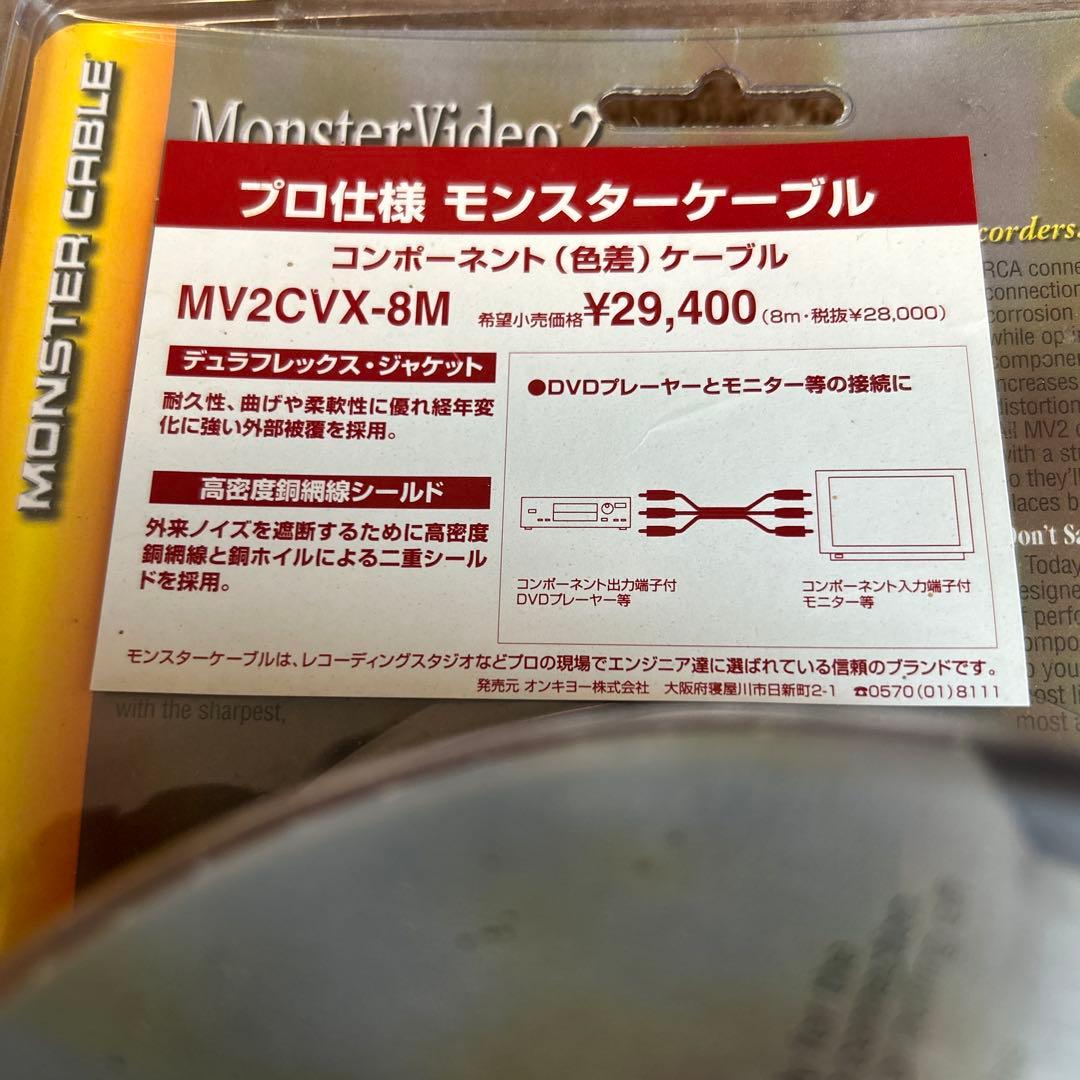 MONSTER CABLE
MonsterVideo 2
プロ仕様 モンスターケーブル
コンポーネント（色差）ケーブル
MV2CVX-8M 希望小売価格¥29,400（8m・税抜¥28,000）
デュラフレックス・ジャケット
耐久性、曲げや柔軟性に優れ経年変
化に強い外部被覆を採用。
高密度銅網線シールド
外来ノイズを遮断するために高密度
銅網線と銅ホイルによる二重シール
ドを採用。
●DVDプレーヤーとモニター等の接続に
コンポーネント出力端子付
DVDプレーヤー等
コンポーネント入力端子付
モニター等
モンスターケーブルは、レコーディングスタジオなどプロの現場でエンジニア達に選ばれている信頼のブランドです。
発売元 オンキヨー株式会社 大阪府寝屋川市日新町2-1 ☎0570(01)8111
with the sharpest,
corders.
RCA conne
connection
corrosion
while op
componen
increases
distortion
All MV2
with a st
so they'll
places b
Don't Sa
Today
f perfo
ompo
most